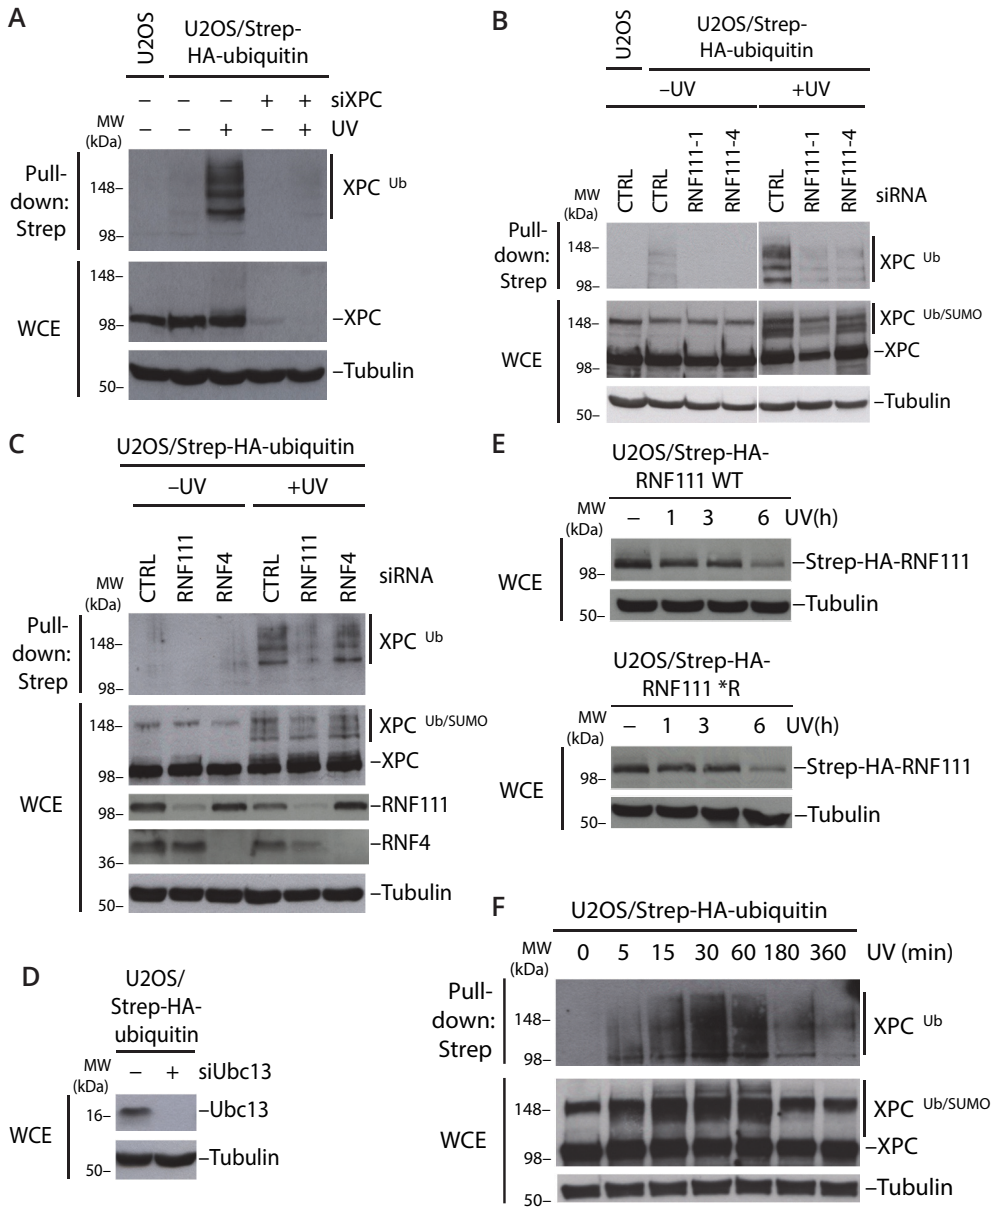 A
U2OS
U2OS/Strep-
HA-ubiquitin
– – – + + siXPC
– – + – + UV
MW
(kDa)
Pull-
down:
Strep
148–
98–
XPC Ub
WCE
148–
98–
–XPC
–Tubulin
50–
B
U2OS
U2OS/Strep-
HA-ubiquitin
–UV
+UV
MW
(kDa)
CTRL
CTRL
RNF111-1
RNF111-4
CTRL
RNF111-1
RNF111-4
siRNA
Pull-
down:
Strep
148–
98–
XPC Ub
WCE
148–
98–
XPC Ub/SUMO
–XPC
–Tubulin
50–
C
U2OS/Strep-HA-ubiquitin
–UV
+UV
MW
(kDa)
CTRL
RNF111
RNF4
CTRL
RNF111
RNF4
siRNA
Pull-
down:
Strep
148–
98–
XPC Ub
WCE
148–
98–
XPC Ub/SUMO
–XPC
98–
–RNF111
–RNF4
36–
–Tubulin
50–
D
U2OS/
Strep-HA-
ubiquitin
MW
(kDa)
– + siUbc13
WCE
16–
–Ubc13
–Tubulin
50–
E
U2OS/Strep-HA-
RNF111 WT
MW
(kDa)
– 1 3 6 UV(h)
WCE
98–
–Strep-HA-RNF111
50–
–Tubulin
U2OS/Strep-HA-
RNF111 *R
MW
(kDa)
– 1 3 6 UV(h)
WCE
98–
–Strep-HA-RNF111
50–
–Tubulin
F
U2OS/Strep-HA-ubiquitin
MW
(kDa)
0 5 15 30 60 180 360 UV (min)
Pull-
down:
Strep
148–
98–
XPC Ub
WCE
148–
98–
XPC Ub/SUMO
–XPC
–Tubulin
50–